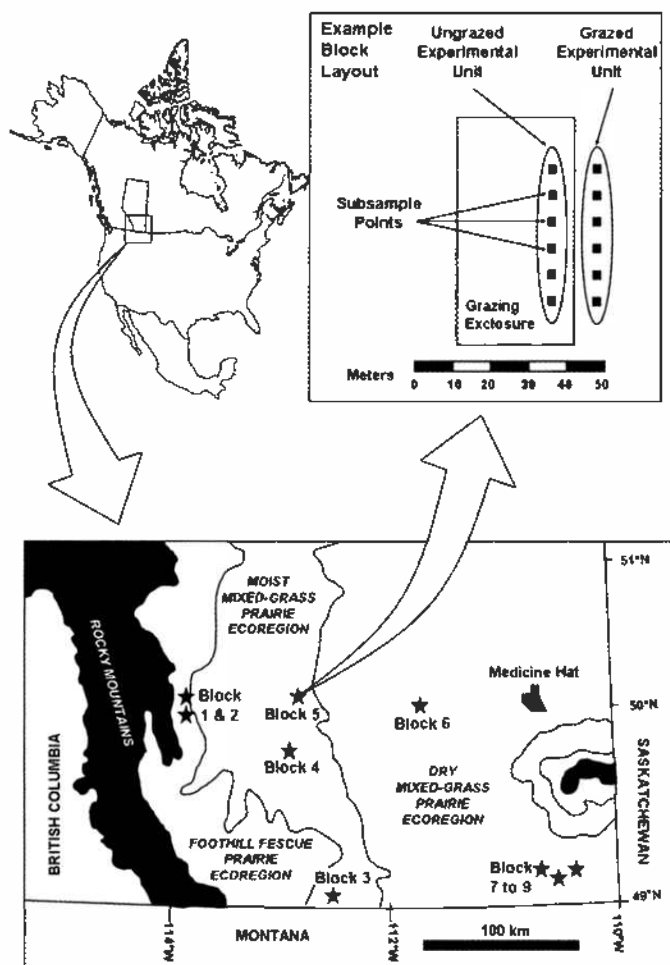 Example
Block
Layout
Ungrazed
Experimental
Unit
Grazed
Experimental
Unit
Subsample
Points
Grazing
Exclosure
Meters
0 10 20 30 40 50
51°N
MOIST
MIXED-GRASS
PRAIRIE
ECOREGION
ROCKY MOUNTAINS
Block
1 & 2
Block 5
Block 4
Medicine Hat
50°N
Block 6
DRY
MIXED-GRASS
PRAIRIE
ECOREGION
BRITISH COLUMBIA
SASKATCHEWAN
FOOTHILL FESCUE
PRAIRIE
ECOREGION
Block 3
Block
7 to 9
49°N
114°W
MONTANA
112°W
100 km
110°W